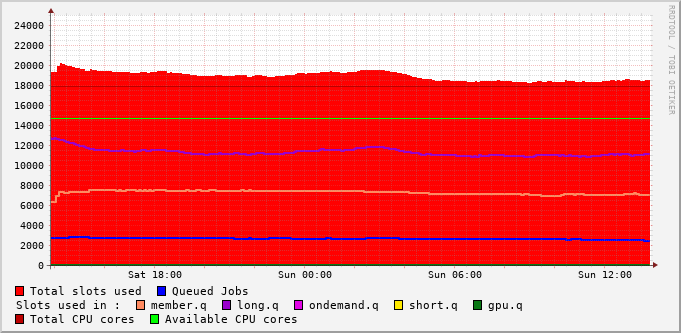 24000
22000
20000
18000
16000
14000
12000
10000
8000
6000
4000
2000
0
Sat 18:00 Sun 00:00 Sun 06:00 Sun 12:00
Total slots used Queued Jobs
Slots used in : member.q long.q ondemand.q short.q gpu.q
Total CPU cores Available CPU cores
RRDTOOL / TOBI OETIKER